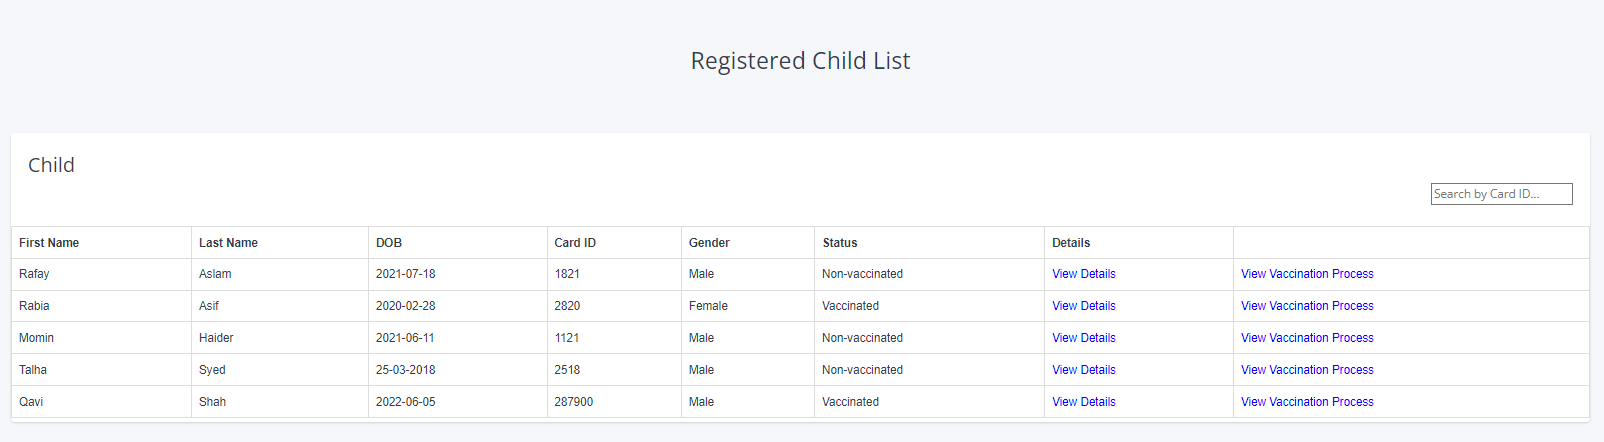 Registered Child List
Child
Search by Card ID...
First Name Last Name DOB Card ID Gender Status Details
Rafay Aslam 2021-07-18 1821 Male Non-vaccinated View Details View Vaccination Process
Rabia Asif 2020-02-28 2820 Female Vaccinated View Details View Vaccination Process
Momin Haider 2021-06-11 1121 Male Non-vaccinated View Details View Vaccination Process
Talha Syed 25-03-2018 2518 Male Non-vaccinated View Details View Vaccination Process
Qavi Shah 2022-06-05 287900 Male Vaccinated View Details View Vaccination Process